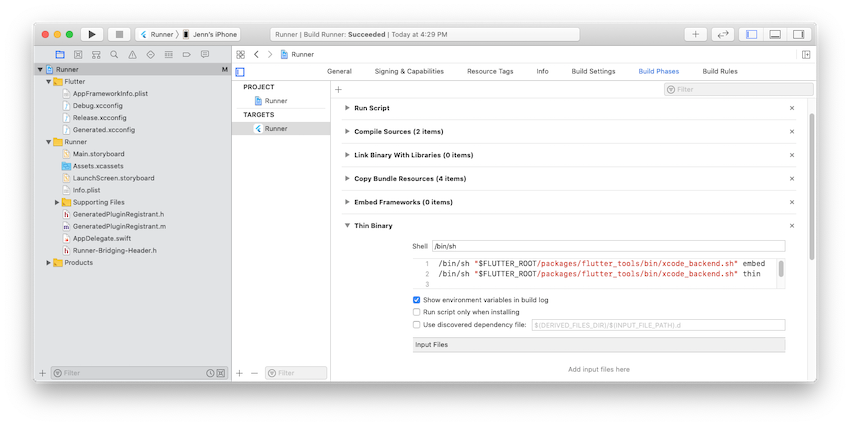 Runner
Jenn's iPhone
Runner | Build Runner: Succeeded | Today at 4:29 PM
Runner
M
Flutter
AppFrameworkInfo.plist
Debug.xcconfig
Release.xcconfig
Generated.xcconfig
Runner
Main.storyboard
Assets.xcassets
LaunchScreen.storyboard
Info.plist
Supporting Files
GeneratedPluginRegistrant.h
GeneratedPluginRegistrant.m
AppDelegate.swift
Runner-Bridging-Header.h
Products
Filter
Runner
General
Signing & Capabilities
Resource Tags
Info
Build Settings
Build Phases
Build Rules
PROJECT
Runner
TARGETS
Runner
Filter
Filter
Run Script
Compile Sources (2 items)
Link Binary With Libraries (0 items)
Copy Bundle Resources (4 items)
Embed Frameworks (0 items)
Thin Binary
Shell /bin/sh
1 /bin/sh "$FLUTTER_ROOT/packages/flutter_tools/bin/xcode_backend.sh" embed
2 /bin/sh "$FLUTTER_ROOT/packages/flutter_tools/bin/xcode_backend.sh" thin
3
Show environment variables in build log
Run script only when installing
Use discovered dependency file: $(DERIVED_FILES_DIR)/$(INPUT_FILE_PATH).d
Input Files
Add input files here